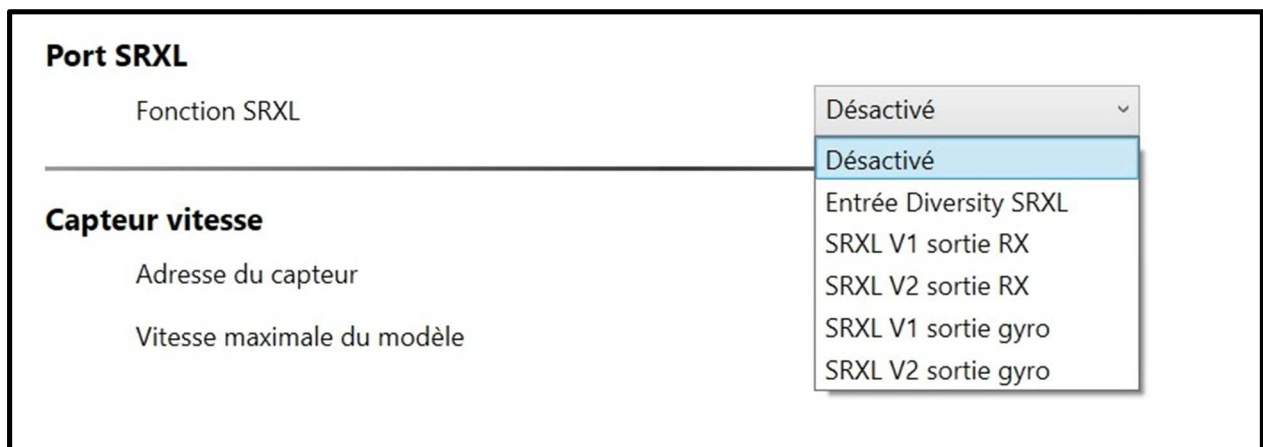 Port SRXL
Fonction SRXL
Désactivé
Désactivé
Entrée Diversity SRXL
SRXL V1 sortie RX
SRXL V2 sortie RX
SRXL V1 sortie gyro
SRXL V2 sortie gyro
Capteur vitesse
Adresse du capteur
Vitesse maximale du modèle